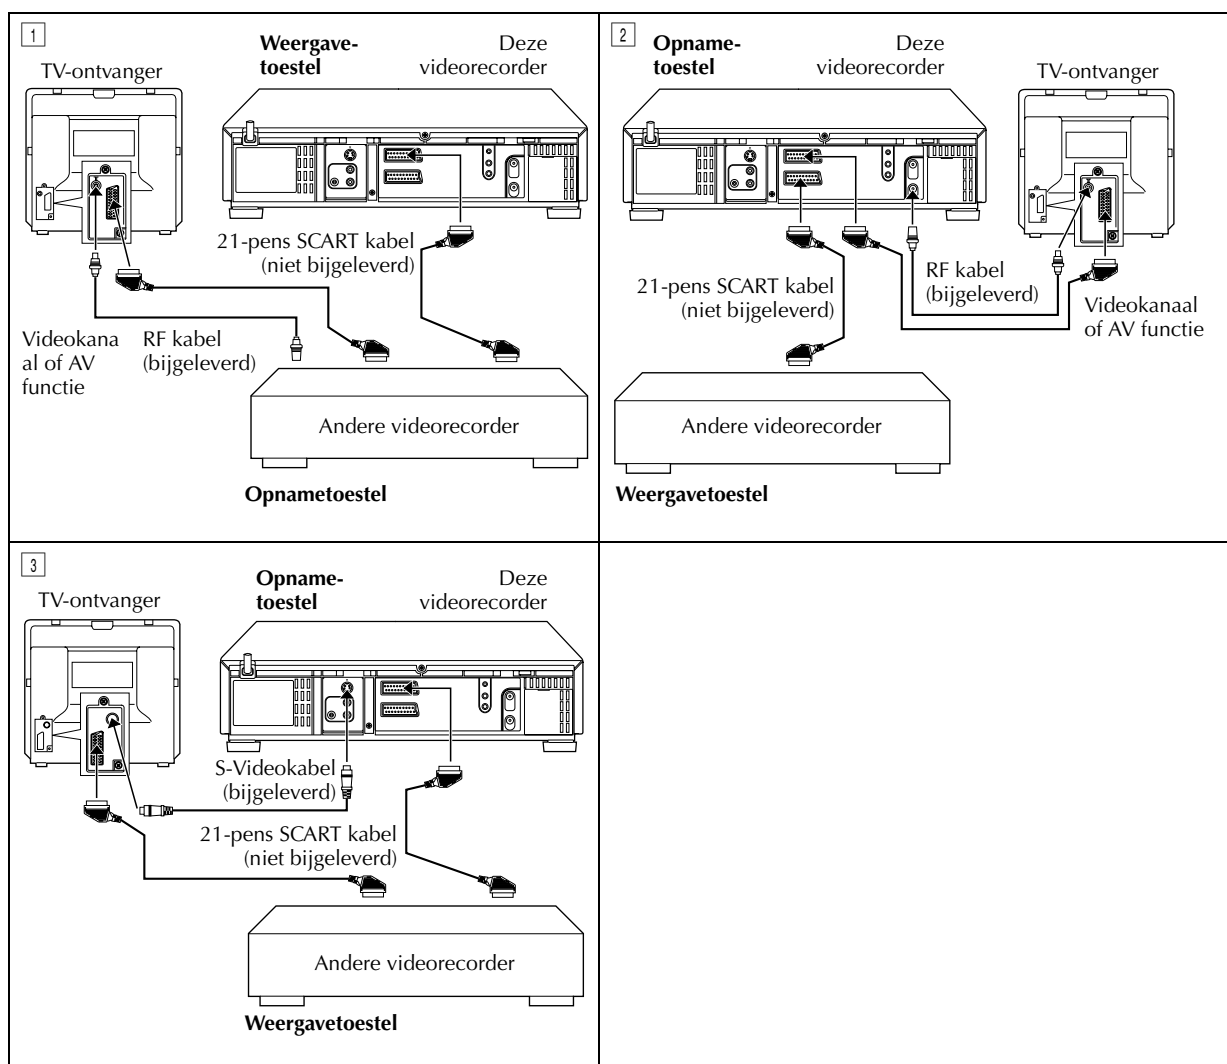 1
Weergave-
toestel
Deze
videorecorder
TV-ontvanger
21-pens SCART kabel
(niet bijgeleverd)
Videokana
al of AV
functie
RF kabel
(bijgeleverd)
Andere videorecorder
Opnametoestel
2
Opname-
toestel
Deze
videorecorder
TV-ontvanger
21-pens SCART kabel
(niet bijgeleverd)
RF kabel
(bijgeleverd)
Videokanaal
of AV functie
Andere videorecorder
Weergavetoestel
3
Opname-
toestel
Deze
videorecorder
TV-ontvanger
S-Videokabel
(bijgeleverd)
21-pens SCART kabel
(niet bijgeleverd)
Andere videorecorder
Weergavetoestel